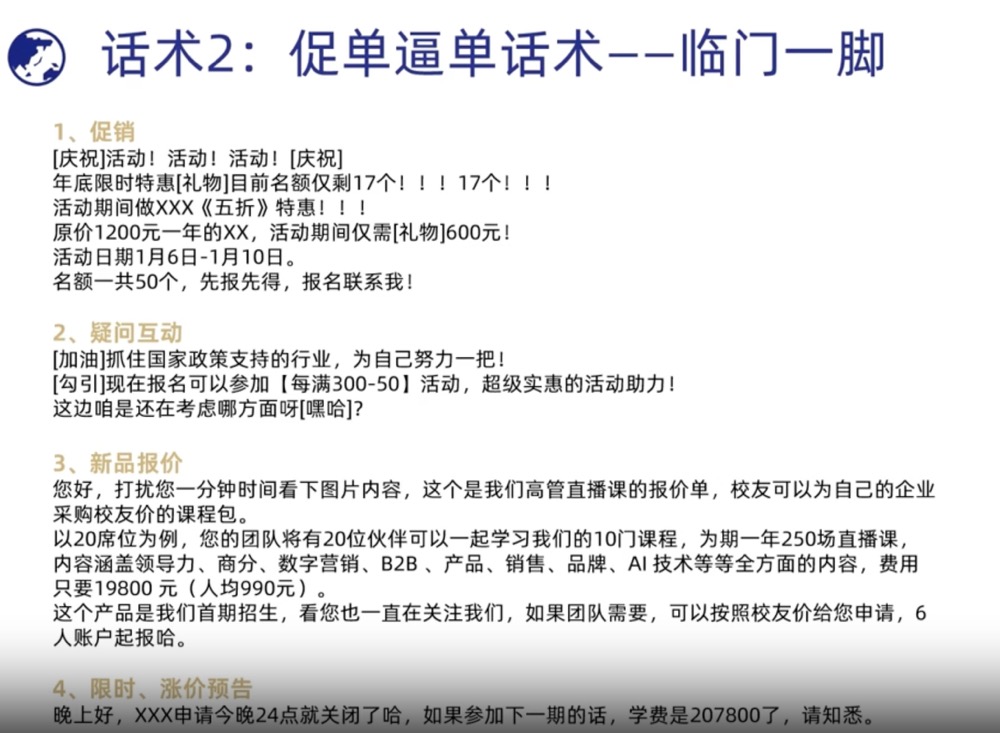 话术2：促单逼单话术——临门一脚
1、促销
[庆祝]活动！活动！活动！[庆祝]
年底限时特惠[礼物]目前名额仅剩17个！！！17个！！！
活动期间做XXX《五折》特惠！！！
原价1200元一年的XX，活动期间仅需[礼物]600元！
活动日期1月6日-1月10日。
名额一共50个，先报先得，报名联系我！
2、疑问互动
[加油]抓住国家政策支持的行业，为自己努力一把！
[勾引]现在报名可以参加【每满300-50】活动，超级实惠的活动助力！
这边咱是还在考虑哪方面呀[嘿哈]？
3、新品报价
您好，打扰您一分钟时间看下图片内容，这个是我们高管直播课的报价单，校友可以为自己的企业
采购校友价的课程包。
以20席位为例，您的团队将有20位伙伴可以一起学习我们的10门课程，为期一年250场直播课，
内容涵盖领导力、商分、数字营销、B2B 、产品、销售、品牌、AI 技术等等全方面的内容，费用
只要19800 元（人均990元）。
这个产品是我们首期招生，看您也一直在关注我们，如果团队需要，可以按照校友价给您申请，6
人账户起报哈。
4、限时、涨价预告
晚上好，XXX申请今晚24点就关闭了哈，如果参加下一期的话，学费是207800了，请知悉。